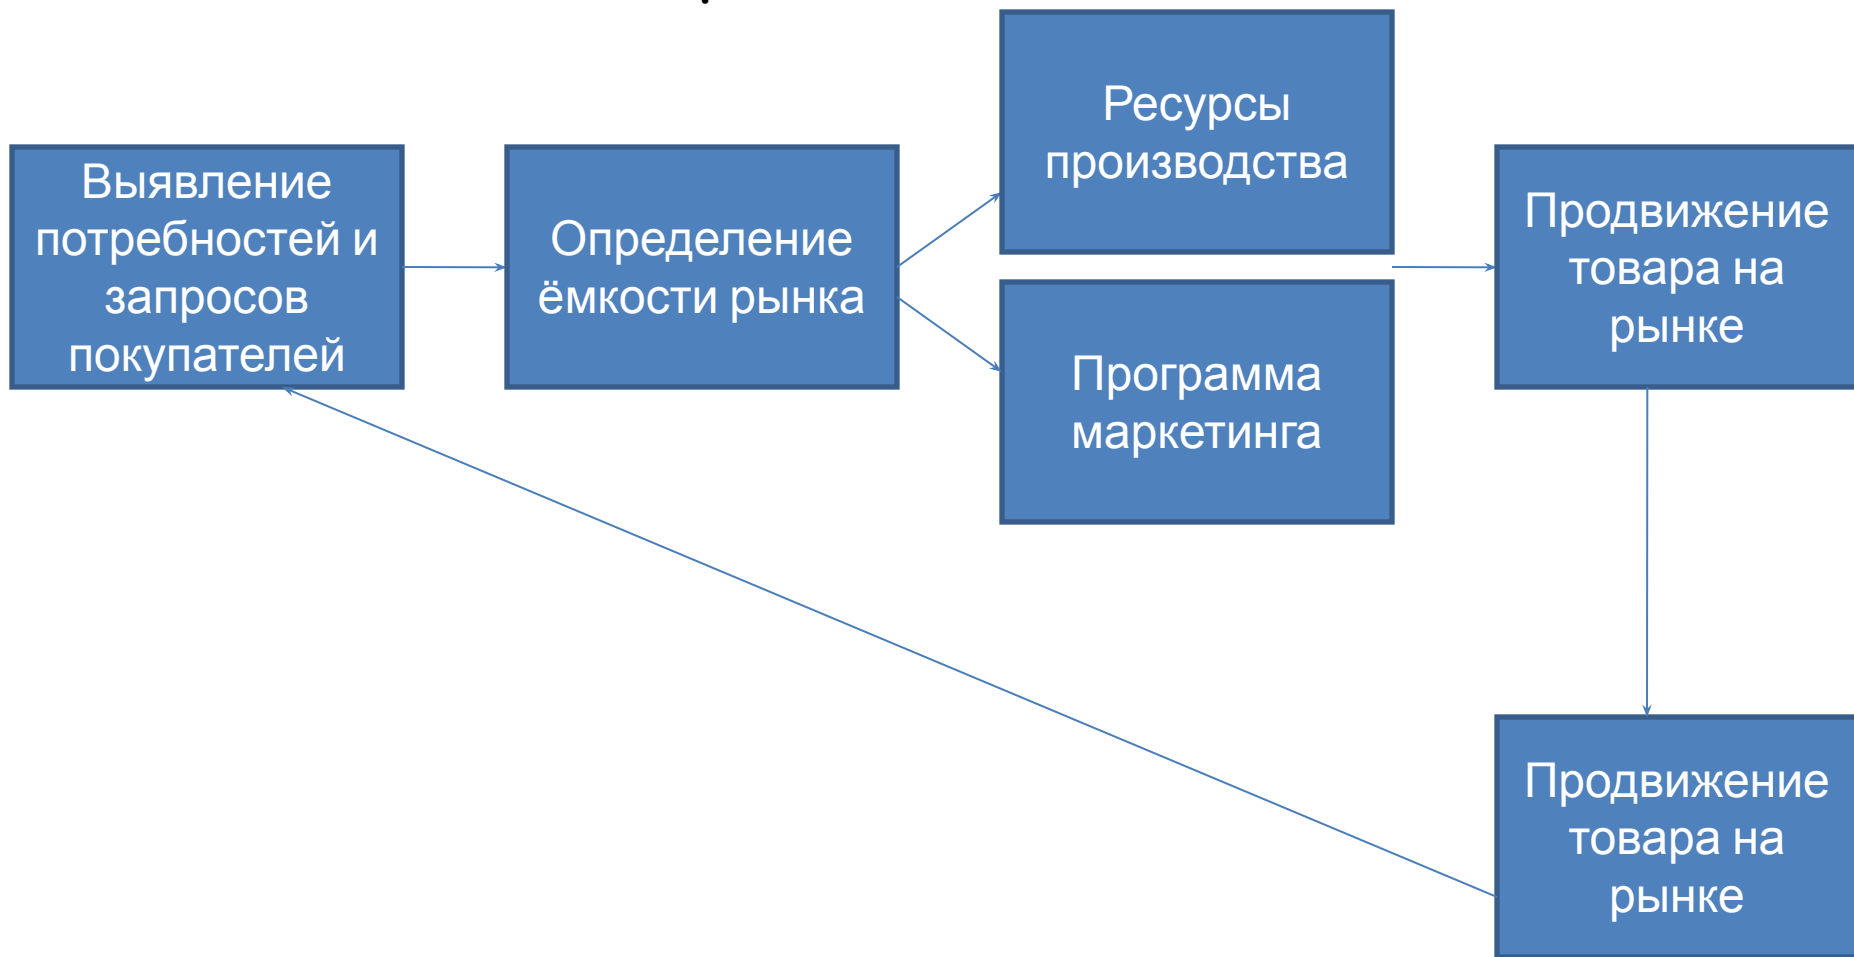 Выявление
потребностей и
запросов
покупателей
Определение
ёмкости рынка
Ресурсы
производства
Программа
маркетинга
Продвижение
товара на
рынке
Продвижение
товара на
рынке